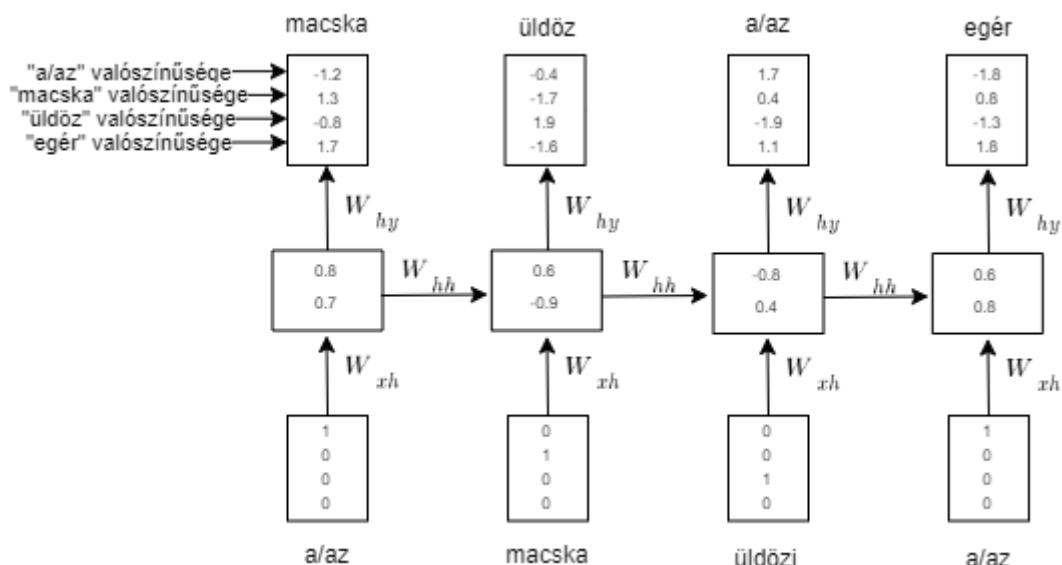 macska üldöz a/az egér
"a/az" valószínűsége -1.2 -0.4 1.7 -1.8
"macska" valószínűsége 1.3 -1.7 0.4 0.8
"üldöz" valószínűsége -0.8 1.9 -1.9 -1.3
"egér" valószínűsége 1.7 -1.6 1.1 1.8
W hy W hy W hy W hy
0.8 W hh 0.6 W hh -0.8 W hh 0.6
0.7 -0.9 0.4 0.8
W xh W xh W xh W xh
1 0 0 1
0 1 0 0
0 0 1 0
0 0 0 0
a/az macska üldözi a/az